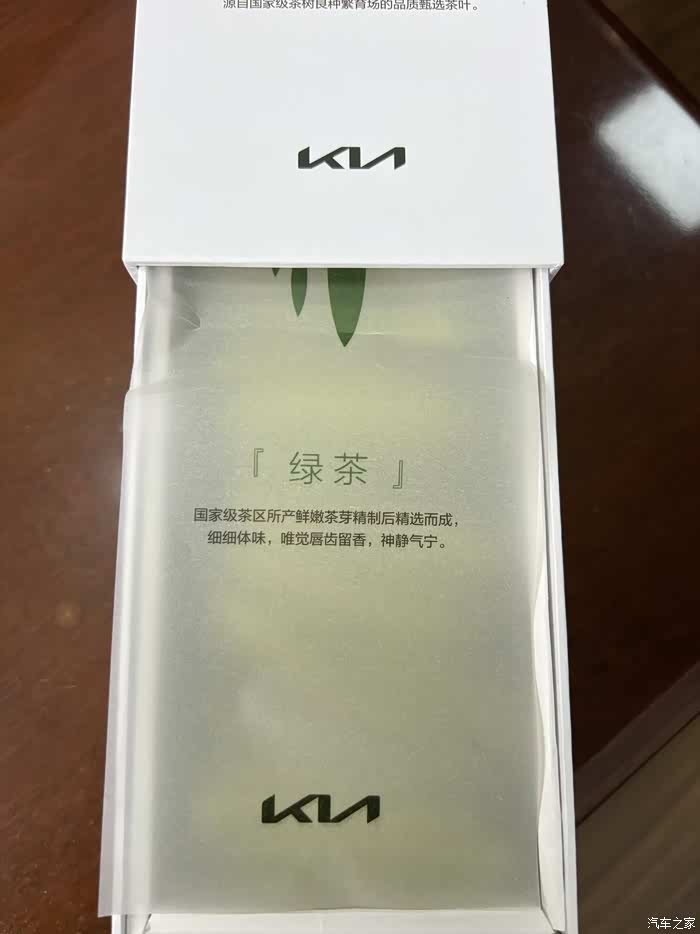 源自国家级茶树良种繁育场的品质甄选茶叶。
KIA
『 绿茶 』
国家级茶区所产鲜嫩茶芽精制后精选而成，
细细体味，唯觉唇齿留香，神静气宁。
KIA
汽车之家